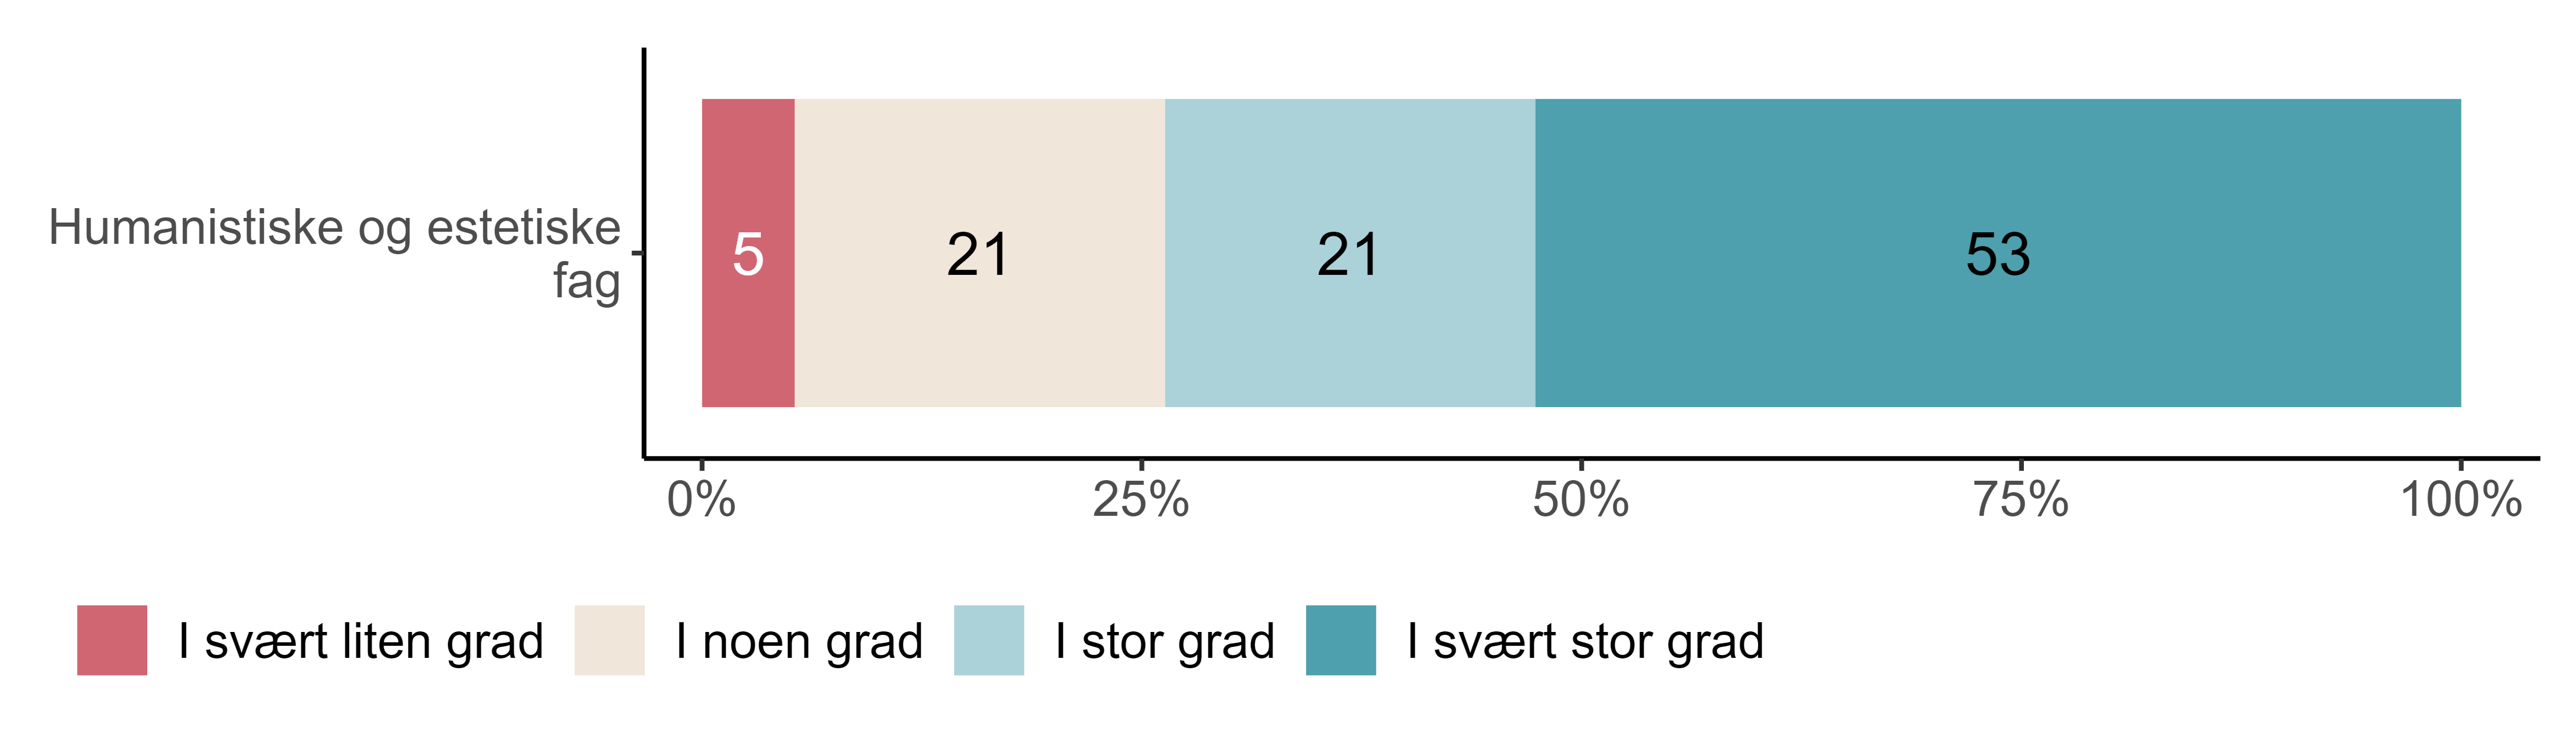 Humanistiske og estetiske
fag
5
21
21
53
0%
25%
50%
75%
100%
I svært liten grad
I noen grad
I stor grad
I svært stor grad